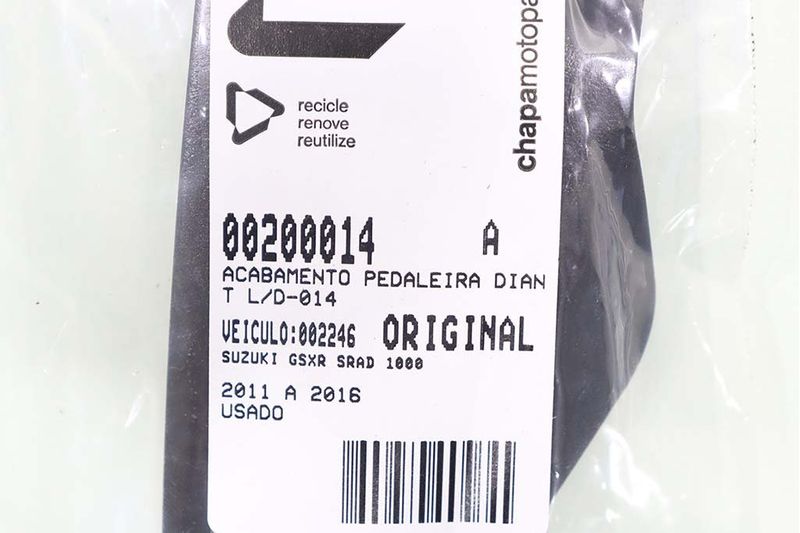 recicle
renove
reutilize
chapamotopa
00200014 A
ACABAMENTO PEDALEIRA DIAN
T L/D-014
VEICULO:002246 ORIGINAL
SUZUKI GSXR SRAD 1000
2011 A 2016
USADO